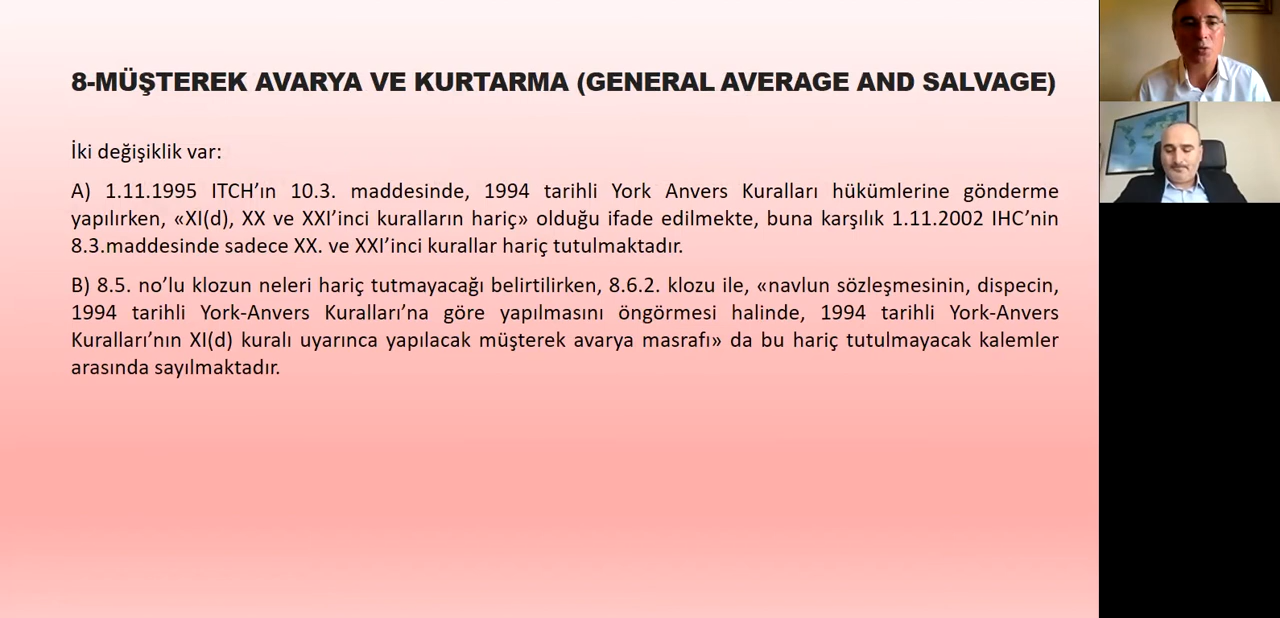 8-MÜŞTEREK AVARYA VE KURTARMA (GENERAL AVERAGE AND SALVAGE)
İki değişiklik var:
A) 1.11.1995 ITCH’ın 10.3. maddesinde, 1994 tarihli York Anvers Kuralları hükümlerine gönderme
yapılırken, «XI(d), XX ve XXI’inci kuralların hariç» olduğu ifade edilmekte, buna karşılık 1.11.2002 IHC’nin
8.3.maddesinde sadece XX. ve XXI’inci kurallar hariç tutulmaktadır.
B) 8.5. no’lu klozun neleri hariç tutmayacağı belirtilirken, 8.6.2. klozu ile, «navlun sözleşmesinin, dispecin,
1994 tarihli York-Anvers Kuralları’na göre yapılmasını öngörmesi halinde, 1994 tarihli York-Anvers
Kuralları’nın XI(d) kuralı uyarınca yapılacak müşterek avarya masrafı» da bu hariç tutulmayacak kalemler
arasında sayılmaktadır.